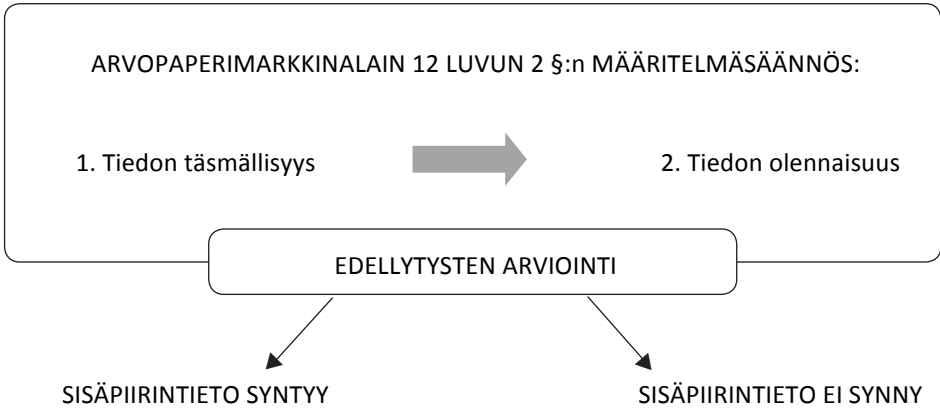 ARVOPAPERIMARKKINALAIN 12 LUVUN 2 §:n MÄÄRITELMÄSÄÄNNÖS:
1. Tiedon täsmällisyys
2. Tiedon olennaisuus
EDELLYTYSTEN ARVIOINTI
SISÄPIIRINTIETO SYNTYY
SISÄPIIRINTIETO EI SYNNY